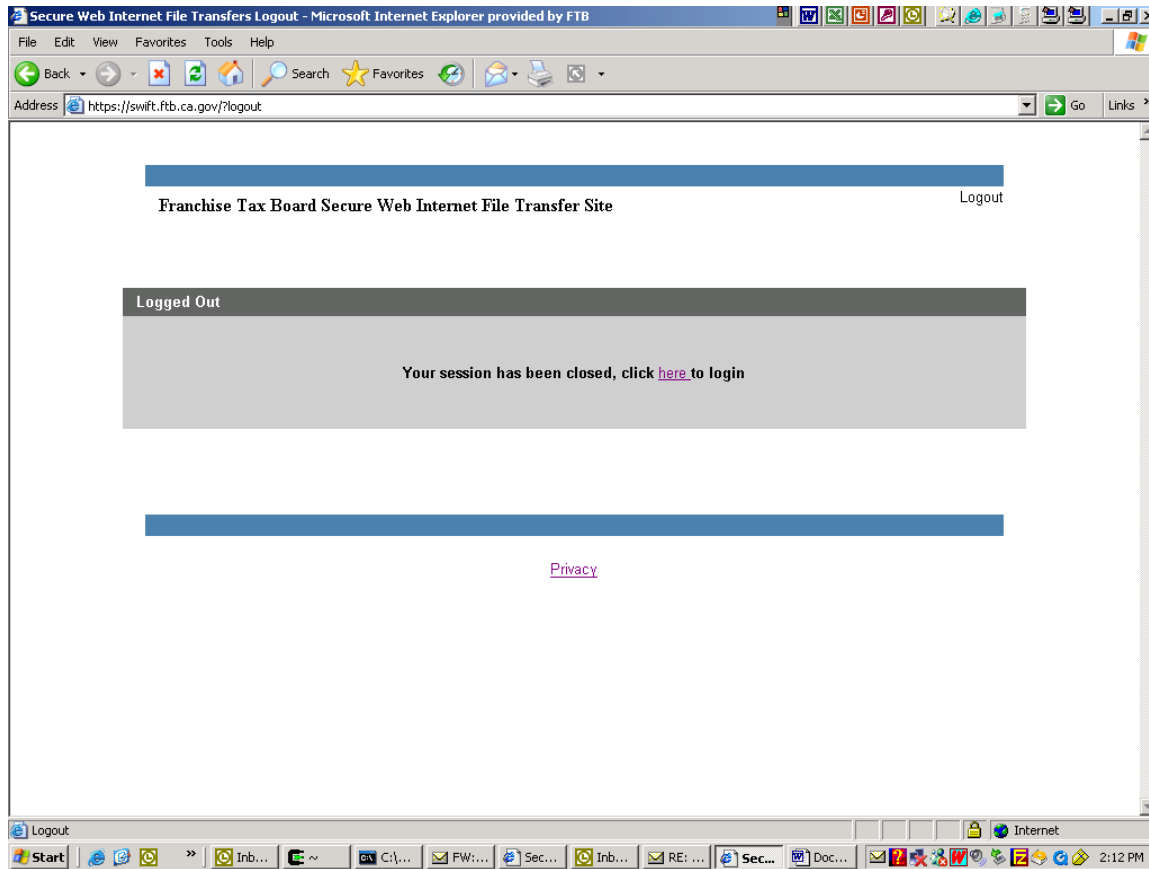 Secure Web Internet File Transfers Logout - Microsoft Internet Explorer provided by FTB
File Edit View Favorites Tools Help
Back Search Favorites
Address https://swift.ftb.ca.gov/?logout Go Links »
Franchise Tax Board Secure Web Internet File Transfer Site
Logout
Logged Out
Your session has been closed, click here to login
Privacy
Logout Internet
Start » Inb... ~ C:\... FW:... Sec... Inb... RE: ... Sec... Doc... 2:12 PM